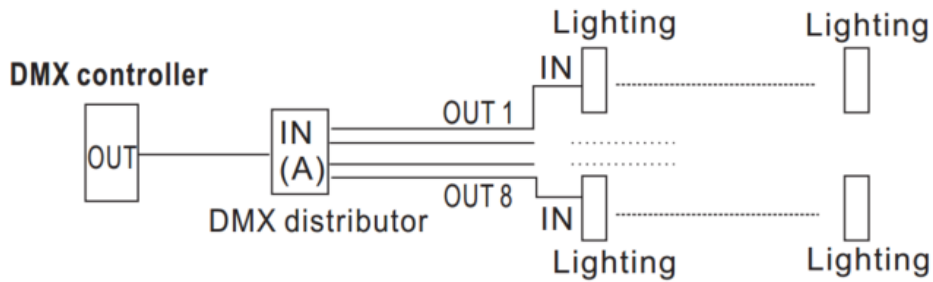 Lighting
Lighting
DMX controller
IN
OUT 1
OUT
IN
(A)
OUT 8
DMX distributor
IN
Lighting
Lighting